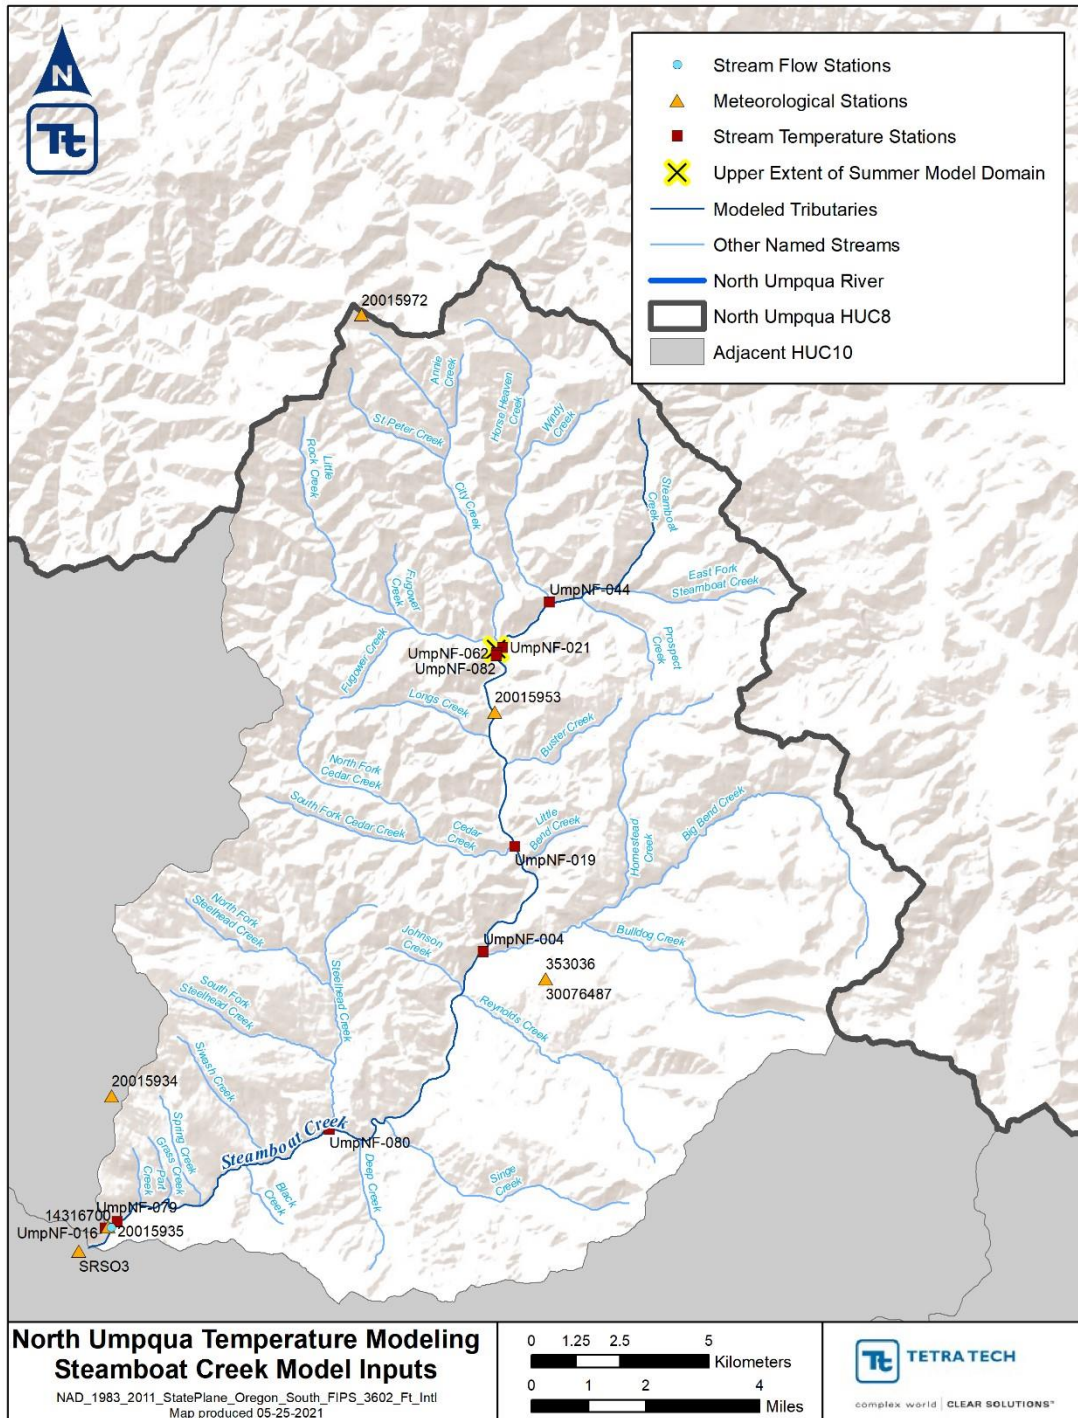 N
Tt
Stream Flow Stations
Meteorological Stations
Stream Temperature Stations
Upper Extent of Summer Model Domain
Modeled Tributaries
Other Named Streams
North Umpqua River
North Umpqua HUC8
Adjacent HUC10
20015972
Annie
Creek
Horse Heaven
Creek
Windy
Creek
St Peter Creek
Little
Rock Creek
City Creek
Steamboat
Creek
Fugower
Creek
East Fork
Steamboat Creek
UmpNF-044
UmpNF-021
UmpNF-062
UmpNF-082
Prospect
Creek
Fugower Creek
Longs Creek
20015953
Buster Creek
North Fork
Cedar Creek
South Fork Cedar Creek
Cedar
Creek
Little
Bend Creek
UmpNF-019
Homestead
Creek
Big Bend Creek
North Fork
Steelhead Creek
Johnson
Creek
UmpNF-004
Bulldog Creek
353036
30076487
South Fork
Steelhead Creek
Steelhead Creek
Reynolds Creek
Siwash Creek
20015934
Spring Creek
Grass Creek
Part
Creek
Steamboat Creek
UmpNF-080
Singe
Creek
Deep Creek
Black
Creek
UmpNF-079
14316700
UmpNF-016
20015935
SRSO3
North Umpqua Temperature Modeling
Steamboat Creek Model Inputs
NAD_1983_2011_StatePlane_Oregon_South_FIPS_3602_Ft_Intl
Map produced 05-25-2021
0 1.25 2.5 5
Kilometers
0 1 2 4
Miles
Tt TETRA TECH
complex world | CLEAR SOLUTIONS™